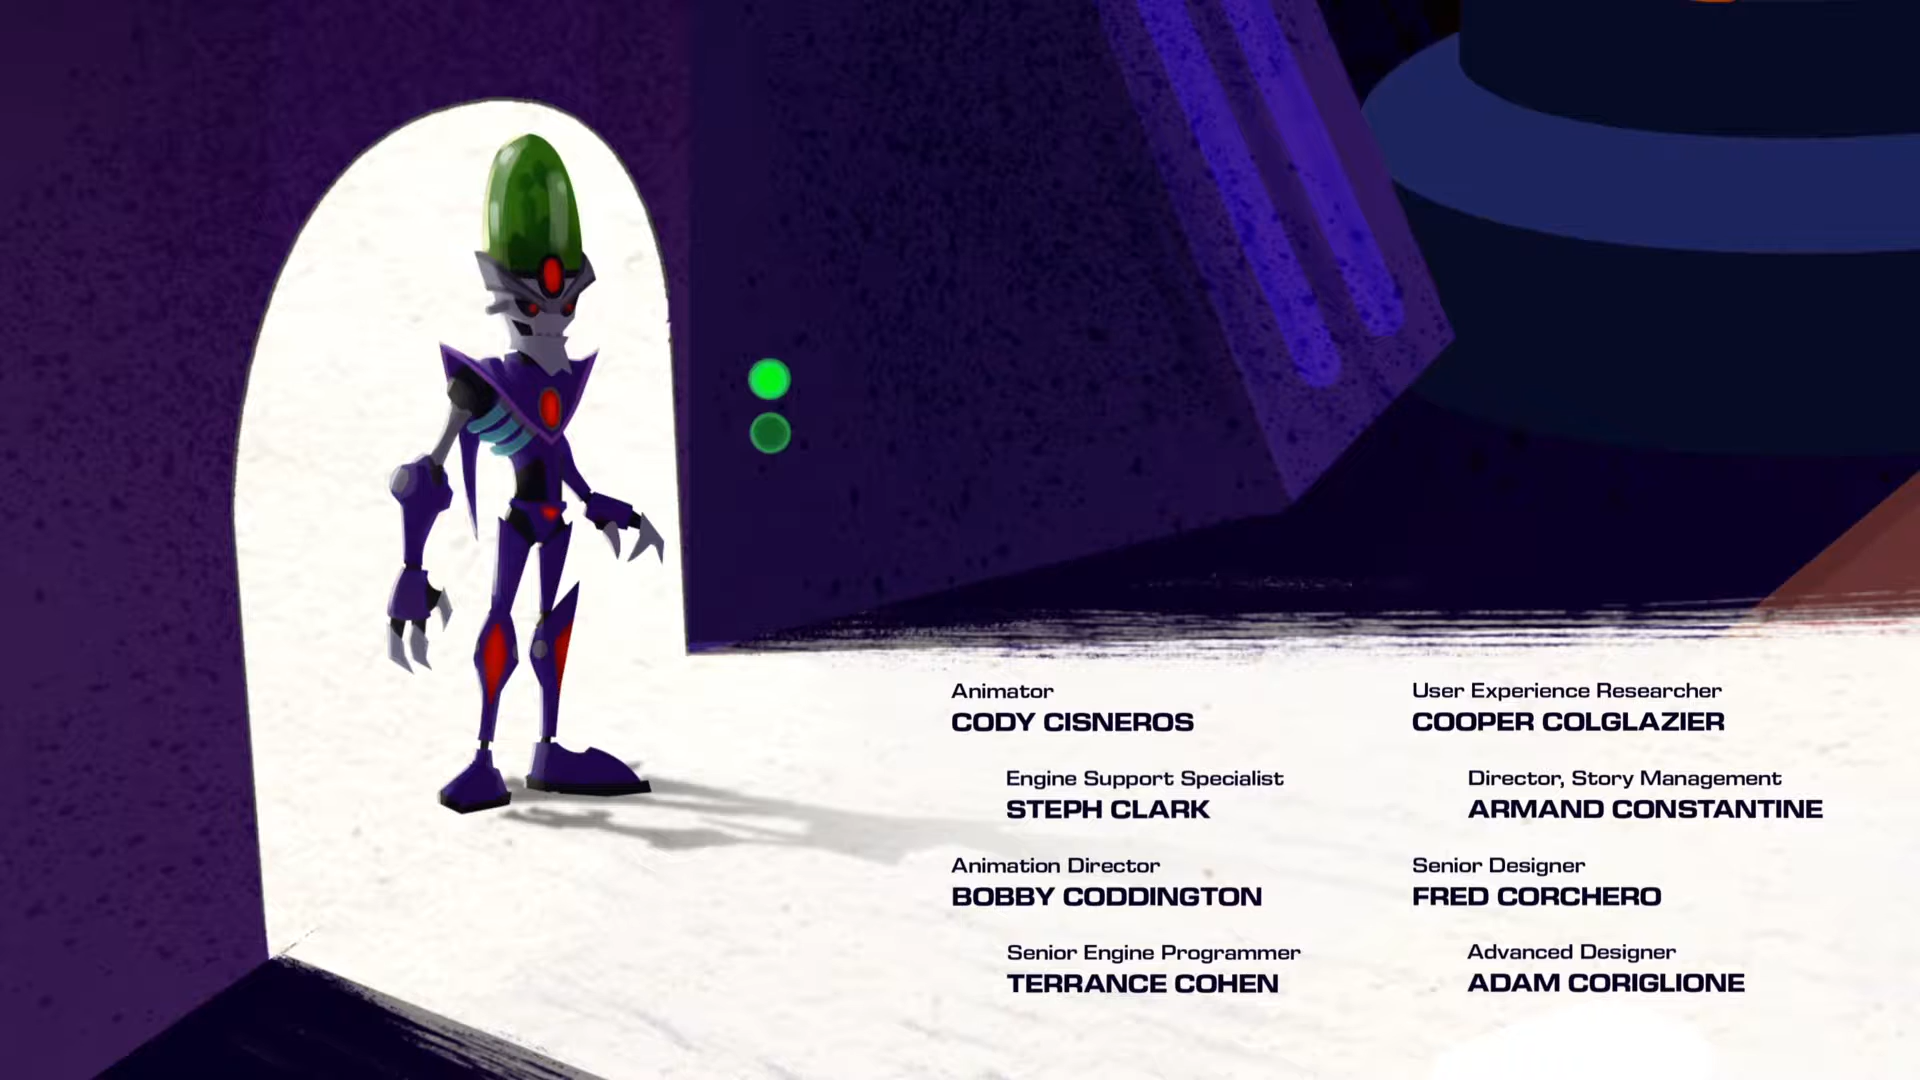 Animator
CODY CISNEROS
Engine Support Specialist
STEPH CLARK
Animation Director
BOBBY CODDINGTON
Senior Engine Programmer
TERRANCE COHEN
User Experience Researcher
COOPER COLGLAZIER
Director, Story Management
ARMAND CONSTANTINE
Senior Designer
FRED CORCHERO
Advanced Designer
ADAM CORIGLIONE